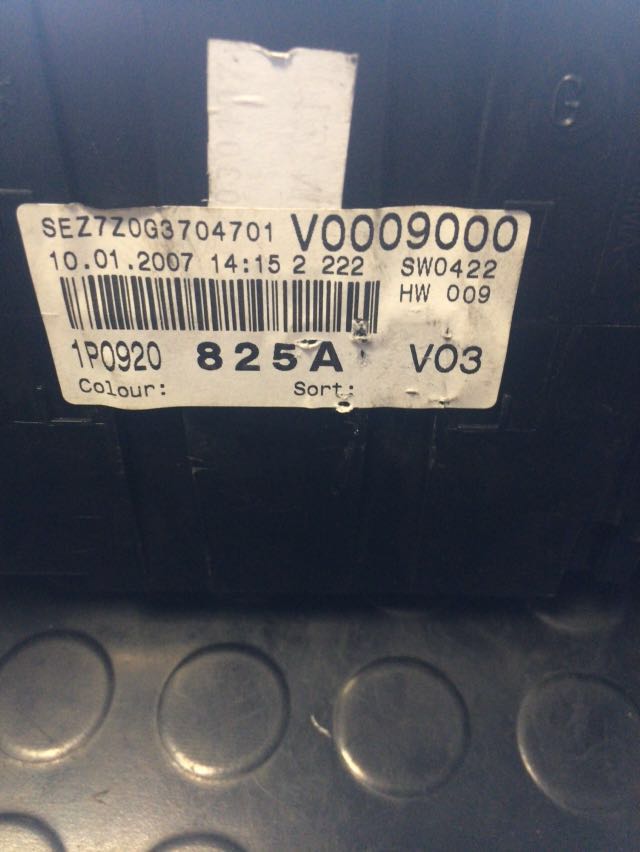 SEZ7Z0G3704701 V0009000
10.01.2007 14:15 2 222 SW0422
HW 009
1P0920 825A V03
Colour: Sort:
G